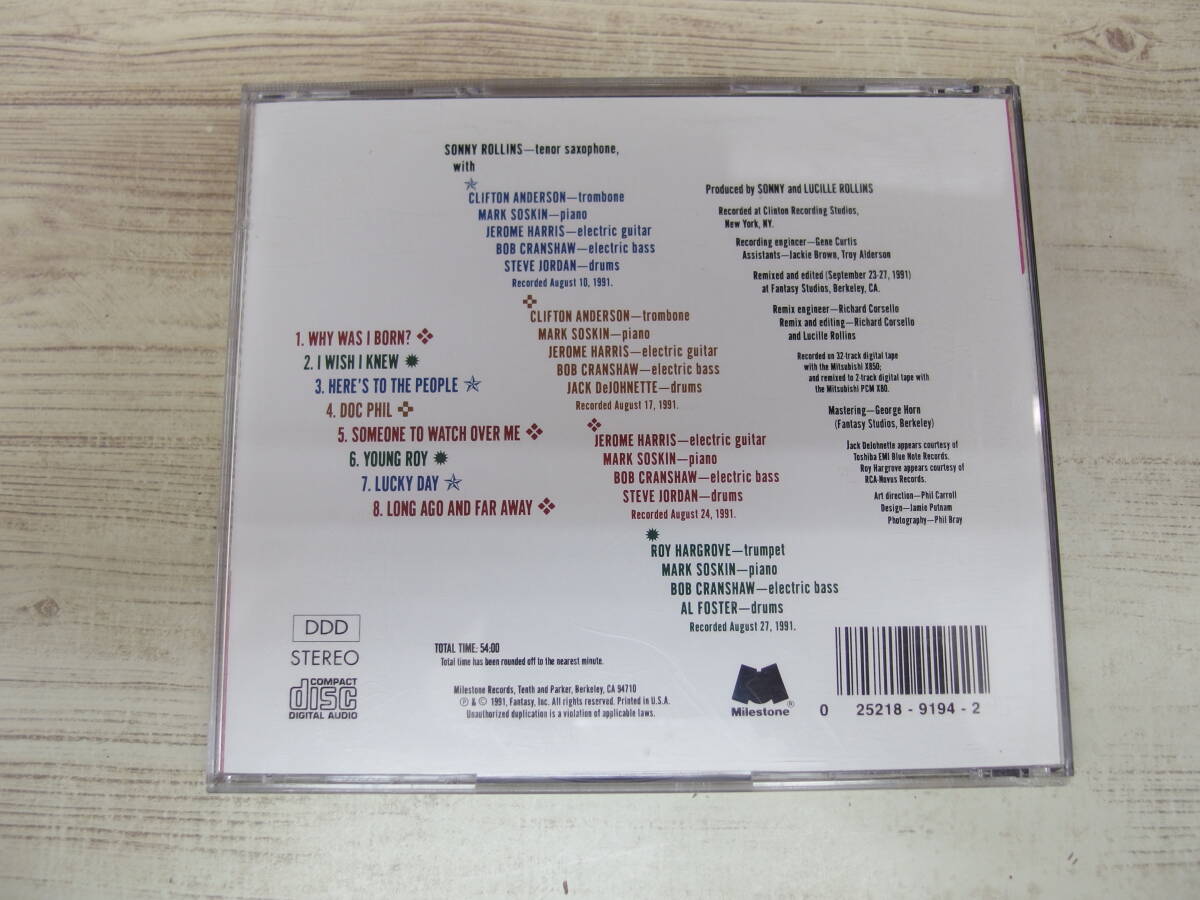 SONNY ROLLINS—tenor saxophone,
with
CLIFTON ANDERSON—trombone
MARK SOSKIN—piano
JEROME HARRIS—electric guitar
BOB CRANSHAW—electric bass
STEVE JORDAN—drums
Recorded August 10, 1991.
CLIFTON ANDERSON—trombone
MARK SOSKIN—piano
JEROME HARRIS—electric guitar
BOB CRANSHAW—electric bass
JACK DeJOHNETTE—drums
Recorded August 17, 1991.
JEROME HARRIS—electric guitar
MARK SOSKIN—piano
BOB CRANSHAW—electric bass
STEVE JORDAN—drums
Recorded August 24, 1991.
ROY HARGROVE—trumpet
MARK SOSKIN—piano
BOB CRANSHAW—electric bass
AL FOSTER—drums
Recorded August 27, 1991.
1. WHY WAS I BORN?
2. I WISH I KNEW
3. HERE'S TO THE PEOPLE
4. DOC PHIL
5. SOMEONE TO WATCH OVER ME
6. YOUNG ROY
7. LUCKY DAY
8. LONG AGO AND FAR AWAY
Produced by SONNY and LUCILLE ROLLINS
Recorded at Clinton Recording Studios,
New York, NY.
Recording engineer—Gene Curtis
Assistants—Jackie Brown, Troy Alderson
Remixed and edited (September 23-27, 1991)
at Fantasy Studios, Berkeley, CA.
Remix engineer—Richard Corsello
Remix and editing—Richard Corsello
and Lucille Rollins
Recorded on 32-track digital tape
with the Mitsubishi X850;
and remixed to 2-track digital tape with
the Mitsubishi PCM X80.
Mastering—George Horn
(Fantasy Studios, Berkeley)
Jack DeJohnette appears courtesy of
Toshiba EMI Blue Note Records.
Roy Hargrove appears courtesy of
RCA-Novus Records.
Art direction—Phil Carroll
Design—Jamie Putnam
Photography—Phil Bray
DDD
STEREO
COMPACT
disc
DIGITAL AUDIO
TOTAL TIME: 54:00
Total time has been rounded off to the nearest minute.
Milestone Records, Tenth and Parker, Berkeley, CA 94710
℗ & © 1991, Fantasy, Inc. All rights reserved. Printed in U.S.A.
Unauthorized duplication is a violation of applicable laws.
Milestone®
0 25218 - 9194 - 2